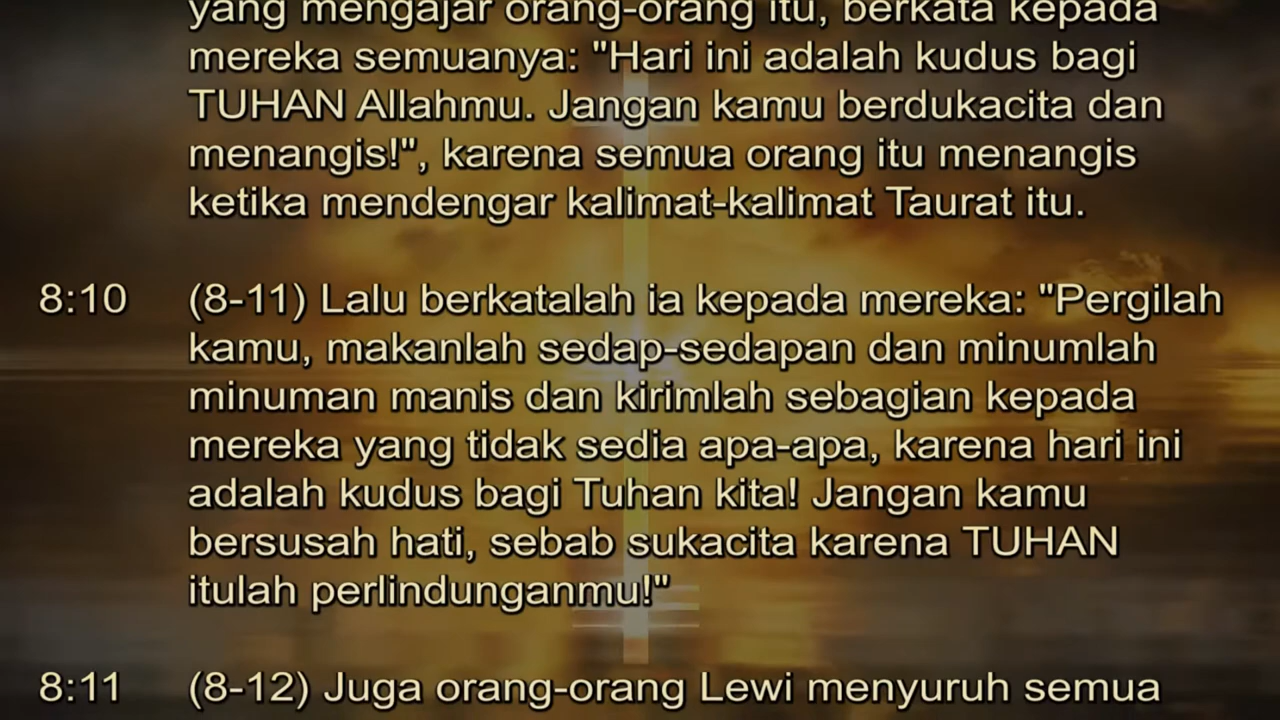 yang mengajar orang-orang itu, berkata kepada
mereka semuanya: "Hari ini adalah kudus bagi
TUHAN Allahmu. Jangan kamu berdukacita dan
menangis!", karena semua orang itu menangis
ketika mendengar kalimat-kalimat Taurat itu.
8:10 (8-11) Lalu berkatalah ia kepada mereka: "Pergilah
kamu, makanlah sedap-sedapan dan minumlah
minuman manis dan kirimlah sebagian kepada
mereka yang tidak sedia apa-apa, karena hari ini
adalah kudus bagi Tuhan kita! Jangan kamu
bersusah hati, sebab sukacita karena TUHAN
itulah perlindunganmu!"
8:11 (8-12) Juga orang-orang Lewi menyuruh semua